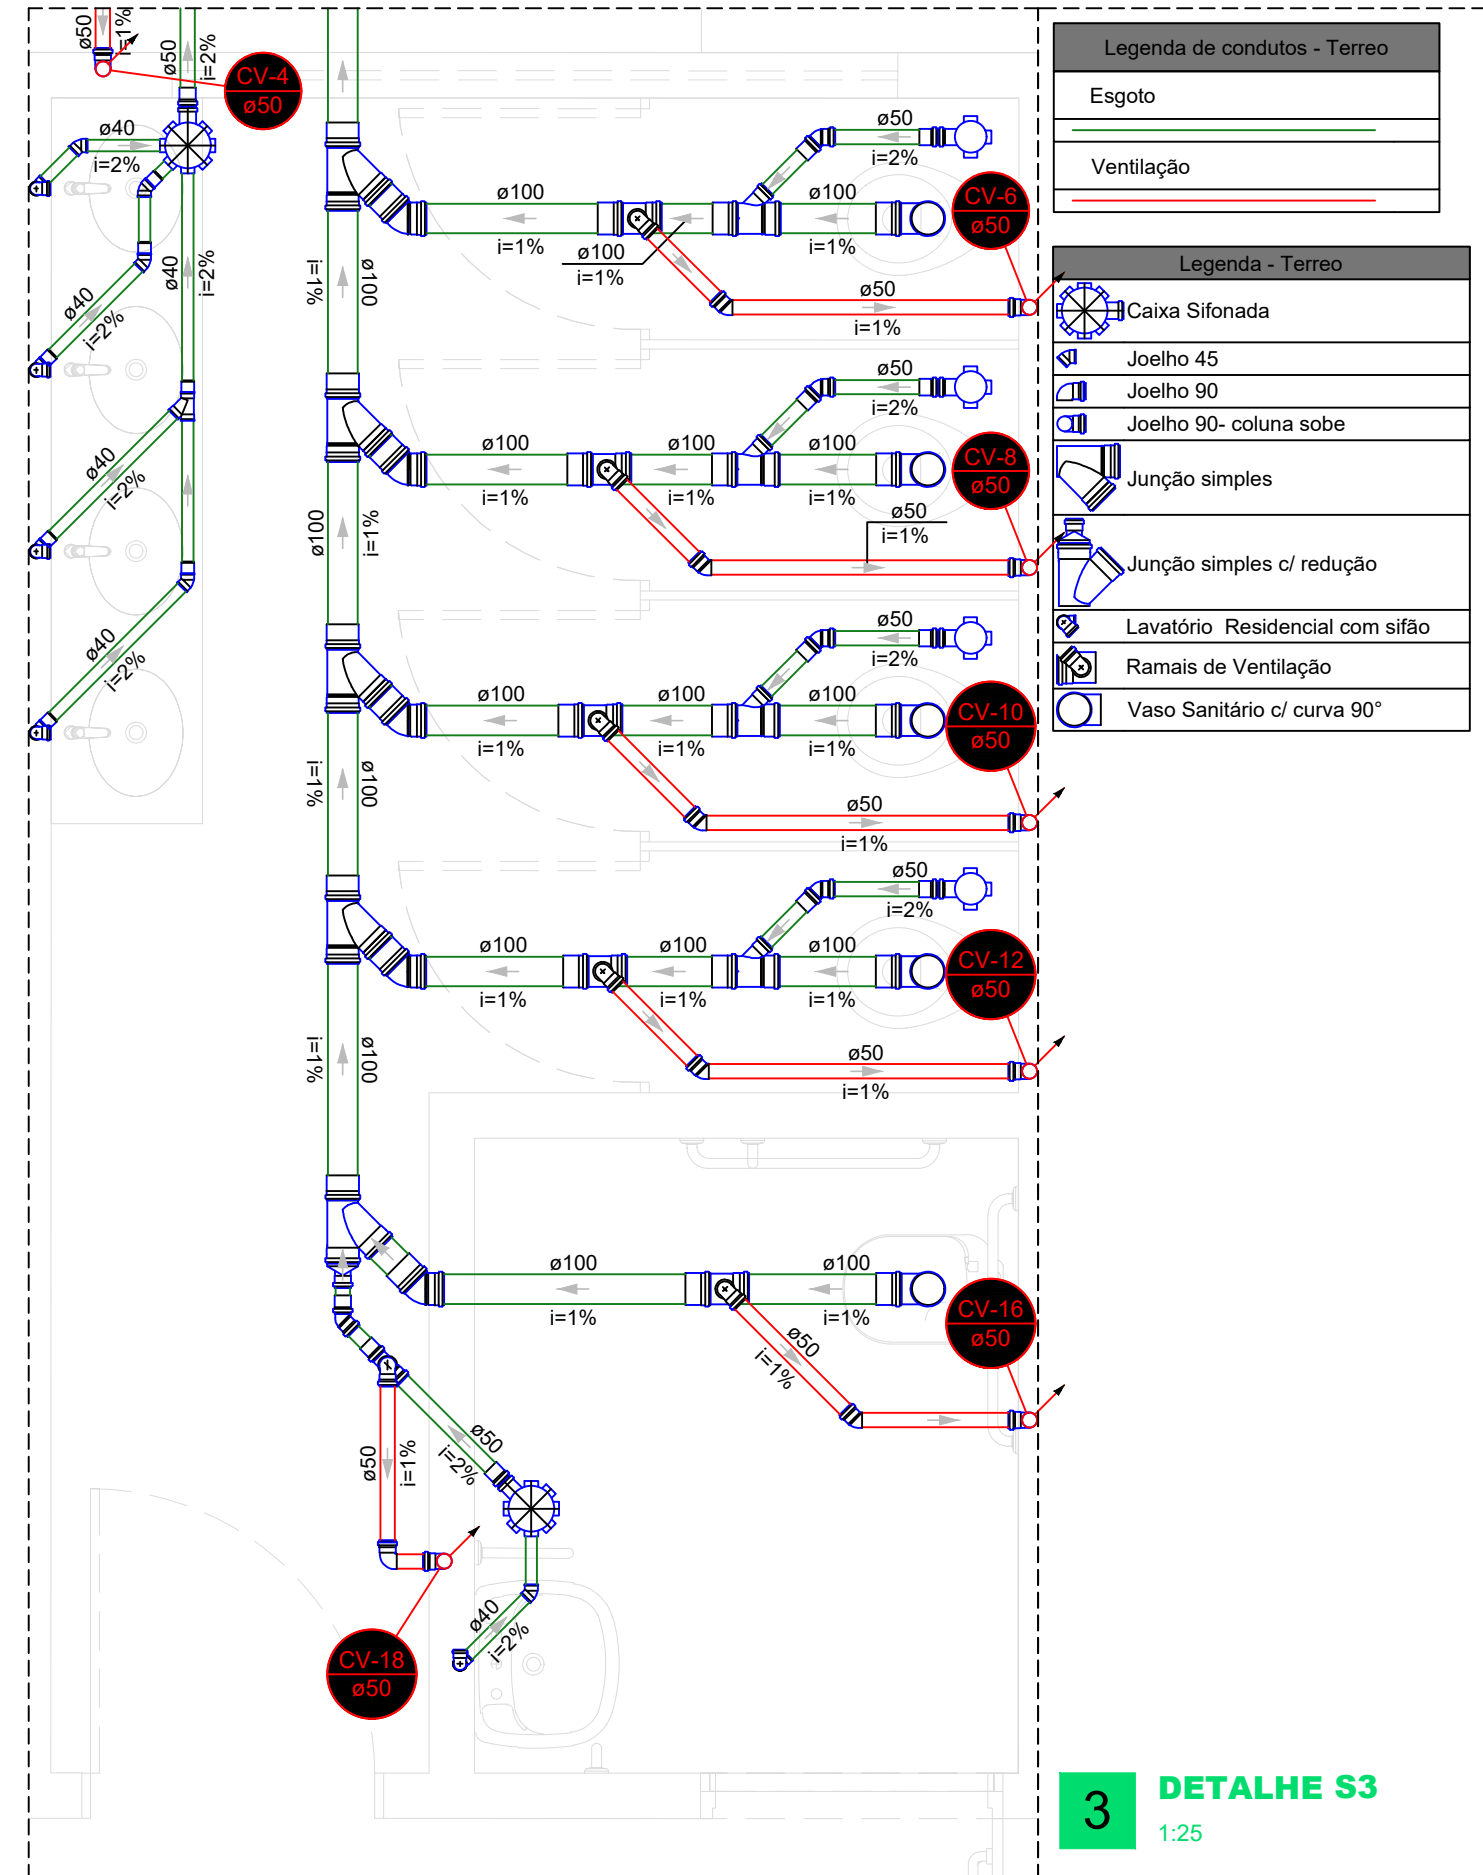 ø50
i=1%
ø50
i=2%
CV-4
ø50
ø40
i=2%
ø40
i=2%
ø40
i=2%
ø40
i=2%
ø40
i=2%
ø50
i=2%
ø100
i=1%
ø100
i=1%
ø100
i=1%
CV-6
ø50
ø50
i=1%
i=1%
ø100
ø50
i=2%
ø100
i=1%
ø100
i=1%
ø100
i=1%
CV-8
ø50
ø50
i=1%
ø100
i=1%
ø50
i=2%
ø100
i=1%
ø100
i=1%
ø100
i=1%
CV-10
ø50
ø50
i=1%
i=1%
ø100
ø50
i=2%
ø100
i=1%
ø100
i=1%
ø100
i=1%
CV-12
ø50
ø50
i=1%
i=1%
ø100
ø100
i=1%
ø100
i=1%
CV-16
ø50
ø50
i=1%
ø50
i=2%
ø50
i=1%
ø40
i=2%
CV-18
ø50
Legenda de condutos - Terreo
Esgoto
Ventilação
Legenda - Terreo
Caixa Sifonada
Joelho 45
Joelho 90
Joelho 90- coluna sobe
Junção simples
Junção simples c/ redução
Lavatório  Residencial com sifão
Ramais de Ventilação
Vaso Sanitário c/ curva 90°
3
DETALHE S3
1:25